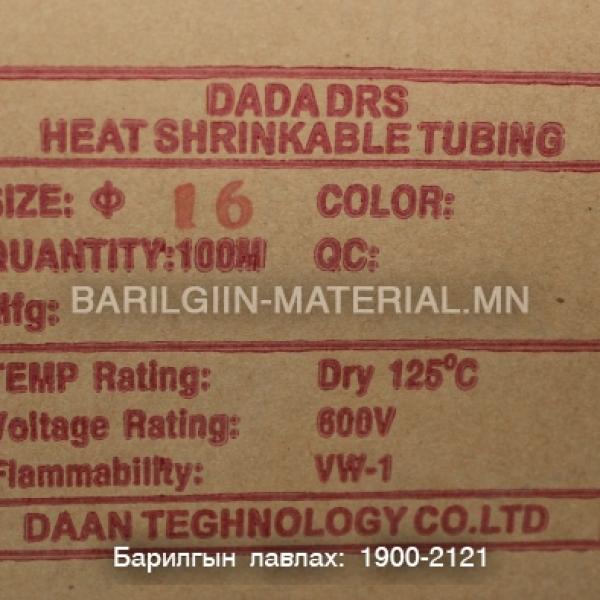 DADA DRS
HEAT SHRINKABLE TUBING
SIZE: Φ 16 COLOR:
QUANTITY:100M QC:
Mfg:
BARILGIIN-MATERIAL.MN
TEMP Rating: Dry 125°C
Voltage Rating: 600V
Flammability: VW-1
DAAN TEGHNOLOGY CO.LTD
Барилгын лавлах: 1900-2121